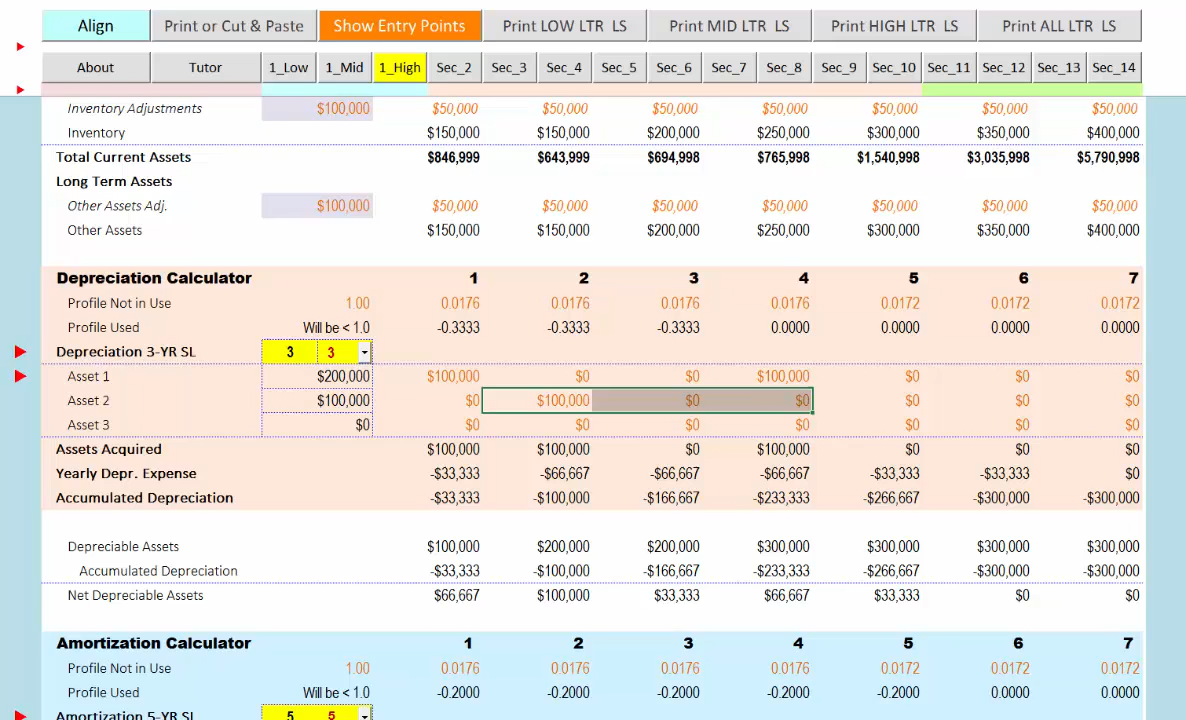 Align Print or Cut & Paste Show Entry Points Print LOW LTR LS Print MID LTR LS Print HIGH LTR LS Print ALL LTR LS
About Tutor 1_Low 1_Mid 1_High Sec_2 Sec_3 Sec_4 Sec_5 Sec_6 Sec_7 Sec_8 Sec_9 Sec_10 Sec_11 Sec_12 Sec_13 Sec_14
Inventory Adjustments $100,000 $50,000 $50,000 $50,000 $50,000 $50,000 $50,000 $50,000
Inventory $150,000 $150,000 $200,000 $250,000 $300,000 $350,000 $400,000
Total Current Assets $846,999 $643,999 $694,998 $765,998 $1,540,998 $3,035,998 $5,790,998
Long Term Assets
Other Assets Adj. $100,000 $50,000 $50,000 $50,000 $50,000 $50,000 $50,000 $50,000
Other Assets $150,000 $150,000 $200,000 $250,000 $300,000 $350,000 $400,000
Depreciation Calculator 1 2 3 4 5 6 7
Profile Not in Use 1.00 0.0176 0.0176 0.0176 0.0176 0.0172 0.0172 0.0172
Profile Used Will be < 1.0 -0.3333 -0.3333 -0.3333 0.0000 0.0000 0.0000 0.0000
Depreciation 3-YR SL 3 3
Asset 1 $200,000 $100,000 $0 $0 $100,000 $0 $0 $0
Asset 2 $100,000 $0 $100,000 $0 $0 $0 $0 $0
Asset 3 $0 $0 $0 $0 $0 $0 $0 $0
Assets Acquired $100,000 $100,000 $0 $100,000 $0 $0 $0
Yearly Depr. Expense -$33,333 -$66,667 -$66,667 -$66,667 -$33,333 -$33,333 $0
Accumulated Depreciation -$33,333 -$100,000 -$166,667 -$233,333 -$266,667 -$300,000 -$300,000
Depreciable Assets $100,000 $200,000 $200,000 $300,000 $300,000 $300,000 $300,000
Accumulated Depreciation -$33,333 -$100,000 -$166,667 -$233,333 -$266,667 -$300,000 -$300,000
Net Depreciable Assets $66,667 $100,000 $33,333 $66,667 $33,333 $0 $0
Amortization Calculator 1 2 3 4 5 6 7
Profile Not in Use 1.00 0.0176 0.0176 0.0176 0.0176 0.0172 0.0172 0.0172
Profile Used Will be < 1.0 -0.2000 -0.2000 -0.2000 -0.2000 -0.2000 0.0000 0.0000
Amortization 5-YR SL 5 5